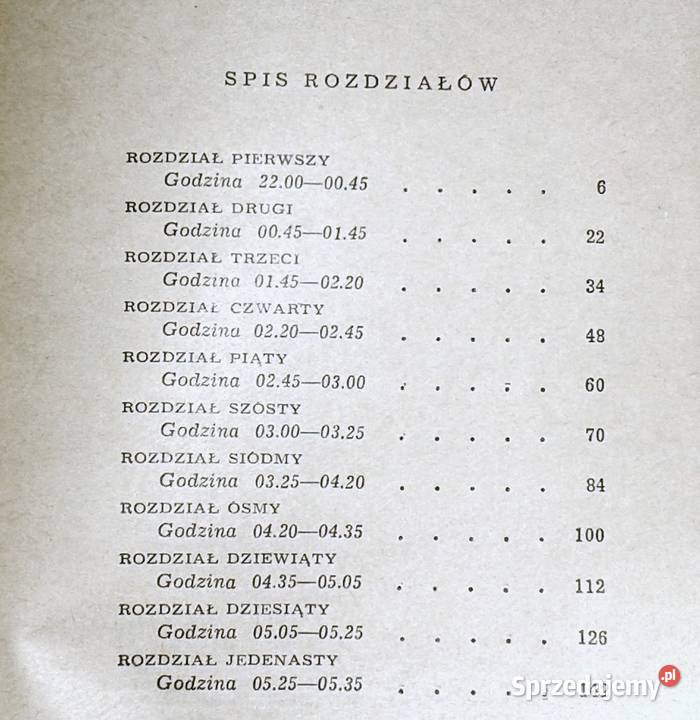 SPIS ROZDZIAŁÓW
ROZDZIAŁ PIERWSZY
Godzina 22.00—00.45 . . . . . 6
ROZDZIAŁ DRUGI
Godzina 00.45—01.45 . . . . . 22
ROZDZIAŁ TRZECI
Godzina 01.45—02.20 . . . . . 34
ROZDZIAŁ CZWARTY
Godzina 02.20—02.45 . . . . . 48
ROZDZIAŁ PIĄTY
Godzina 02.45—03.00 . . . . . 60
ROZDZIAŁ SZÓSTY
Godzina 03.00—03.25 . . . . . 70
ROZDZIAŁ SIÓDMY
Godzina 03.25—04.20 . . . . . 84
ROZDZIAŁ ÓSMY
Godzina 04.20—04.35 . . . . . 100
ROZDZIAŁ DZIEWIĄTY
Godzina 04.35—05.05 . . . . . 112
ROZDZIAŁ DZIESIĄTY
Godzina 05.05—05.25 . . . . . 126
ROZDZIAŁ JEDENASTY
Godzina 05.25—05.35 . . . . .
Sprzedajemy .pl